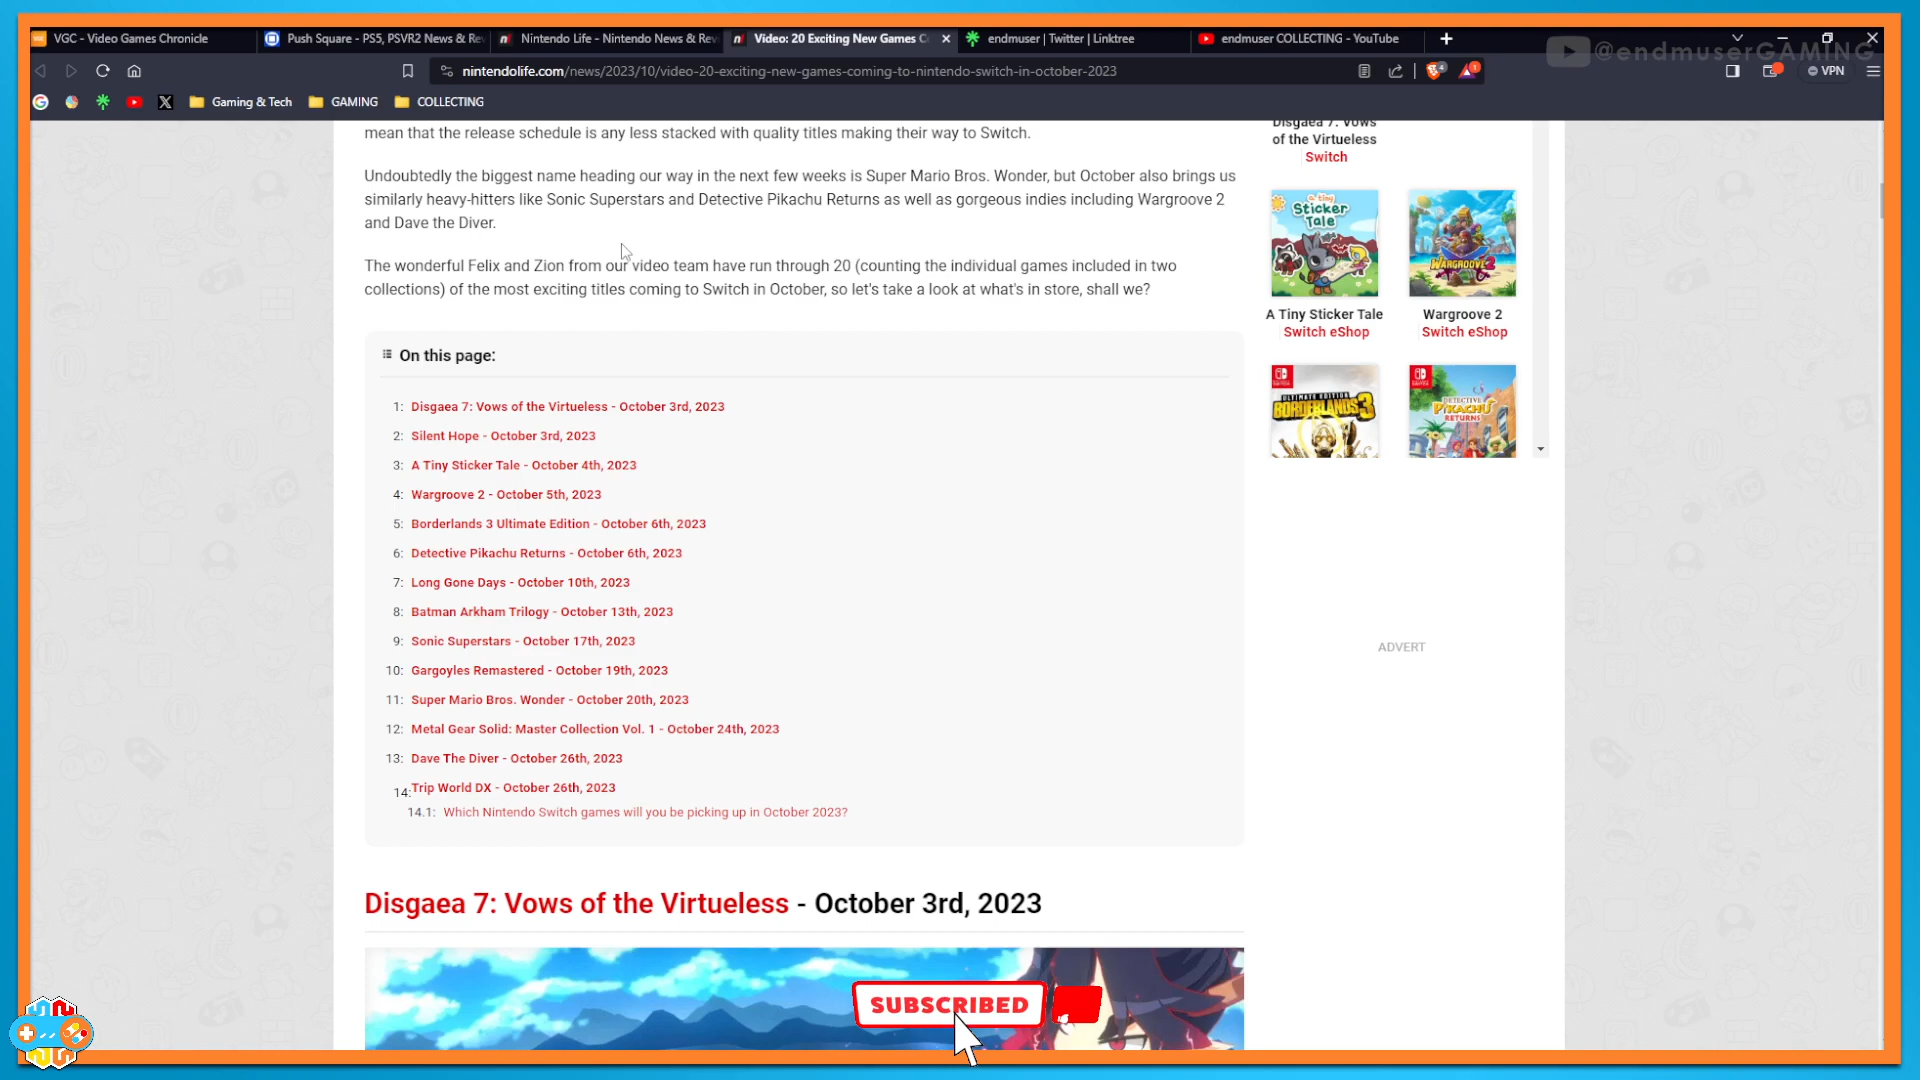 VGC - Video Games Chronicle
Push Square - PS5, PSVR2 News & Re
Nintendo Life - Nintendo News & Rev
Video: 20 Exciting New Games C
endmuser | Twitter | Linktree
endmuser COLLECTING - YouTube
@endmuserGAMING
nintendolife.com/news/2023/10/video-20-exciting-new-games-coming-to-nintendo-switch-in-october-2023
VPN
Gaming & Tech
GAMING
COLLECTING
mean that the release schedule is any less stacked with quality titles making their way to Switch.
Undoubtedly the biggest name heading our way in the next few weeks is Super Mario Bros. Wonder, but October also brings us
similarly heavy-hitters like Sonic Superstars and Detective Pikachu Returns as well as gorgeous indies including Wargroove 2
and Dave the Diver.
The wonderful Felix and Zion from our video team have run through 20 (counting the individual games included in two
collections) of the most exciting titles coming to Switch in October, so let's take a look at what's in store, shall we?
On this page:
1: Disgaea 7: Vows of the Virtueless - October 3rd, 2023
2: Silent Hope - October 3rd, 2023
3: A Tiny Sticker Tale - October 4th, 2023
4: Wargroove 2 - October 5th, 2023
5: Borderlands 3 Ultimate Edition - October 6th, 2023
6: Detective Pikachu Returns - October 6th, 2023
7: Long Gone Days - October 10th, 2023
8: Batman Arkham Trilogy - October 13th, 2023
9: Sonic Superstars - October 17th, 2023
10: Gargoyles Remastered - October 19th, 2023
11: Super Mario Bros. Wonder - October 20th, 2023
12: Metal Gear Solid: Master Collection Vol. 1 - October 24th, 2023
13: Dave The Diver - October 26th, 2023
14: Trip World DX - October 26th, 2023
14.1: Which Nintendo Switch games will you be picking up in October 2023?
Disgaea 7: Vows of the Virtueless - October 3rd, 2023
SUBSCRIBED
Disgaea 7: Vows
of the Virtueless
Switch
a tiny
Sticker
Tale
WARGROOVE 2
A Tiny Sticker Tale
Switch eShop
Wargroove 2
Switch eShop
ULTIMATE EDITION
BORDERLANDS 3
DETECTIVE
PIKACHU
RETURNS
ADVERT